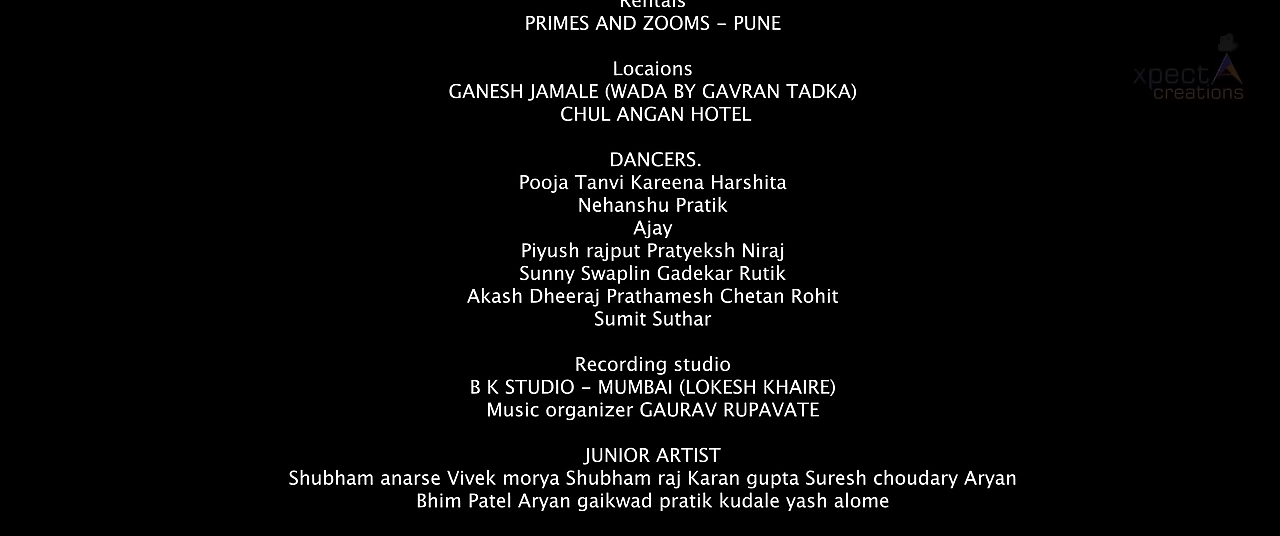 Rentals
PRIMES AND ZOOMS – PUNE
Locaions
GANESH JAMALE (WADA BY GAVRAN TADKA)
CHUL ANGAN HOTEL
DANCERS.
Pooja Tanvi Kareena Harshita
Nehanshu Pratik
Ajay
Piyush rajput Pratyeksh Niraj
Sunny Swaplin Gadekar Rutik
Akash Dheeraj Prathamesh Chetan Rohit
Sumit Suthar
Recording studio
B K STUDIO – MUMBAI (LOKESH KHAIRE)
Music organizer GAURAV RUPAVATE
JUNIOR ARTIST
Shubham anarse Vivek morya Shubham raj Karan gupta Suresh choudary Aryan
Bhim Patel Aryan gaikwad pratik kudale yash alome
xpectA
creations